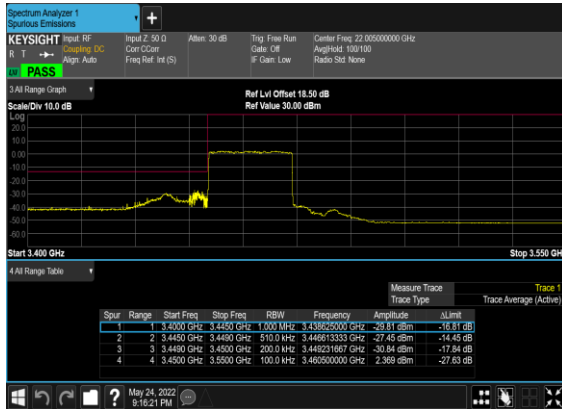 Spectrum Analyzer 1
Spurious Emissions
KEYSIGHT Input: RF
R T Coupling: DC
Align: Auto
Input Z: 50 Ω
Corr CCorr
Freq Ref: Int (S)
Atten: 30 dB
Trig: Free Run
Gate: Off
IF Gain: Low
Center Freq: 22.005000000 GHz
Avg|Hold: 100/100
Radio Std: None
PASS
3 All Range Graph
Scale/Div 10.0 dB
Ref Lvl Offset 18.50 dB
Ref Value 30.00 dBm
Log
20.0
10.0
0.00
-10.0
-20.0
-30.0
-40.0
-50.0
-60.0
Start 3.400 GHz Stop 3.550 GHz
4 All Range Table
Measure Trace Trace 1
Trace Type Trace Average (Active)
Spur Range Start Freq Stop Freq RBW Frequency Amplitude ΔLimit
1 1 3.4000 GHz 3.4450 GHz 1.000 MHz 3.438625000 GHz -29.81 dBm -16.81 dB
2 2 3.4450 GHz 3.4490 GHz 510.0 kHz 3.446613333 GHz -27.45 dBm -14.45 dB
3 3 3.4490 GHz 3.4500 GHz 200.0 kHz 3.449231667 GHz -30.84 dBm -17.84 dB
4 4 3.4500 GHz 3.5500 GHz 100.0 kHz 3.460500000 GHz 2.369 dBm -27.63 dB
May 24, 2022
9:16:21 PM